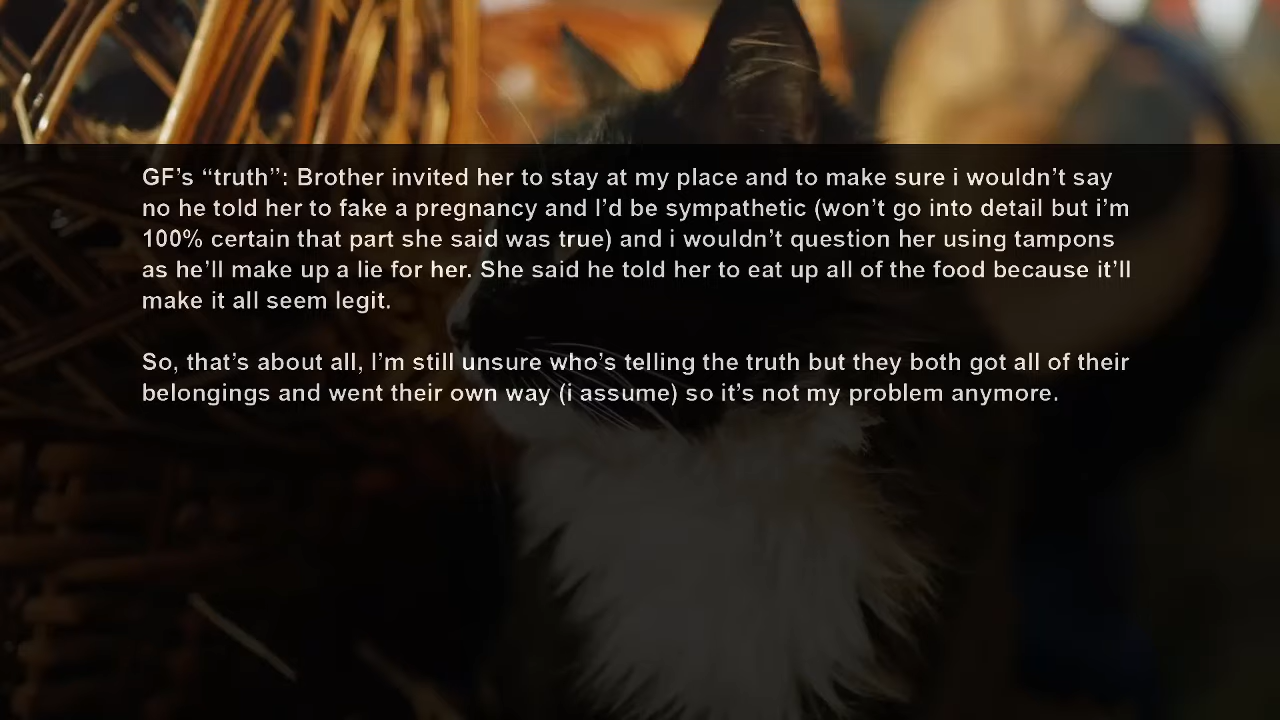 GF’s “truth”: Brother invited her to stay at my place and to make sure i wouldn’t say
no he told her to fake a pregnancy and I’d be sympathetic (won’t go into detail but i’m
100% certain that part she said was true) and i wouldn’t question her using tampons
as he’ll make up a lie for her. She said he told her to eat up all of the food because it’ll
make it all seem legit.
So, that’s about all, I’m still unsure who’s telling the truth but they both got all of their
belongings and went their own way (i assume) so it’s not my problem anymore.